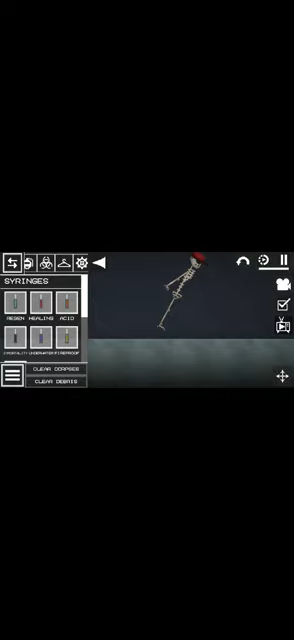 SYRINGES
REGEN HEALING ACID
UNDERWATER FIREPROOF
CLEAR CORPSES
CLEAR DEBRIS